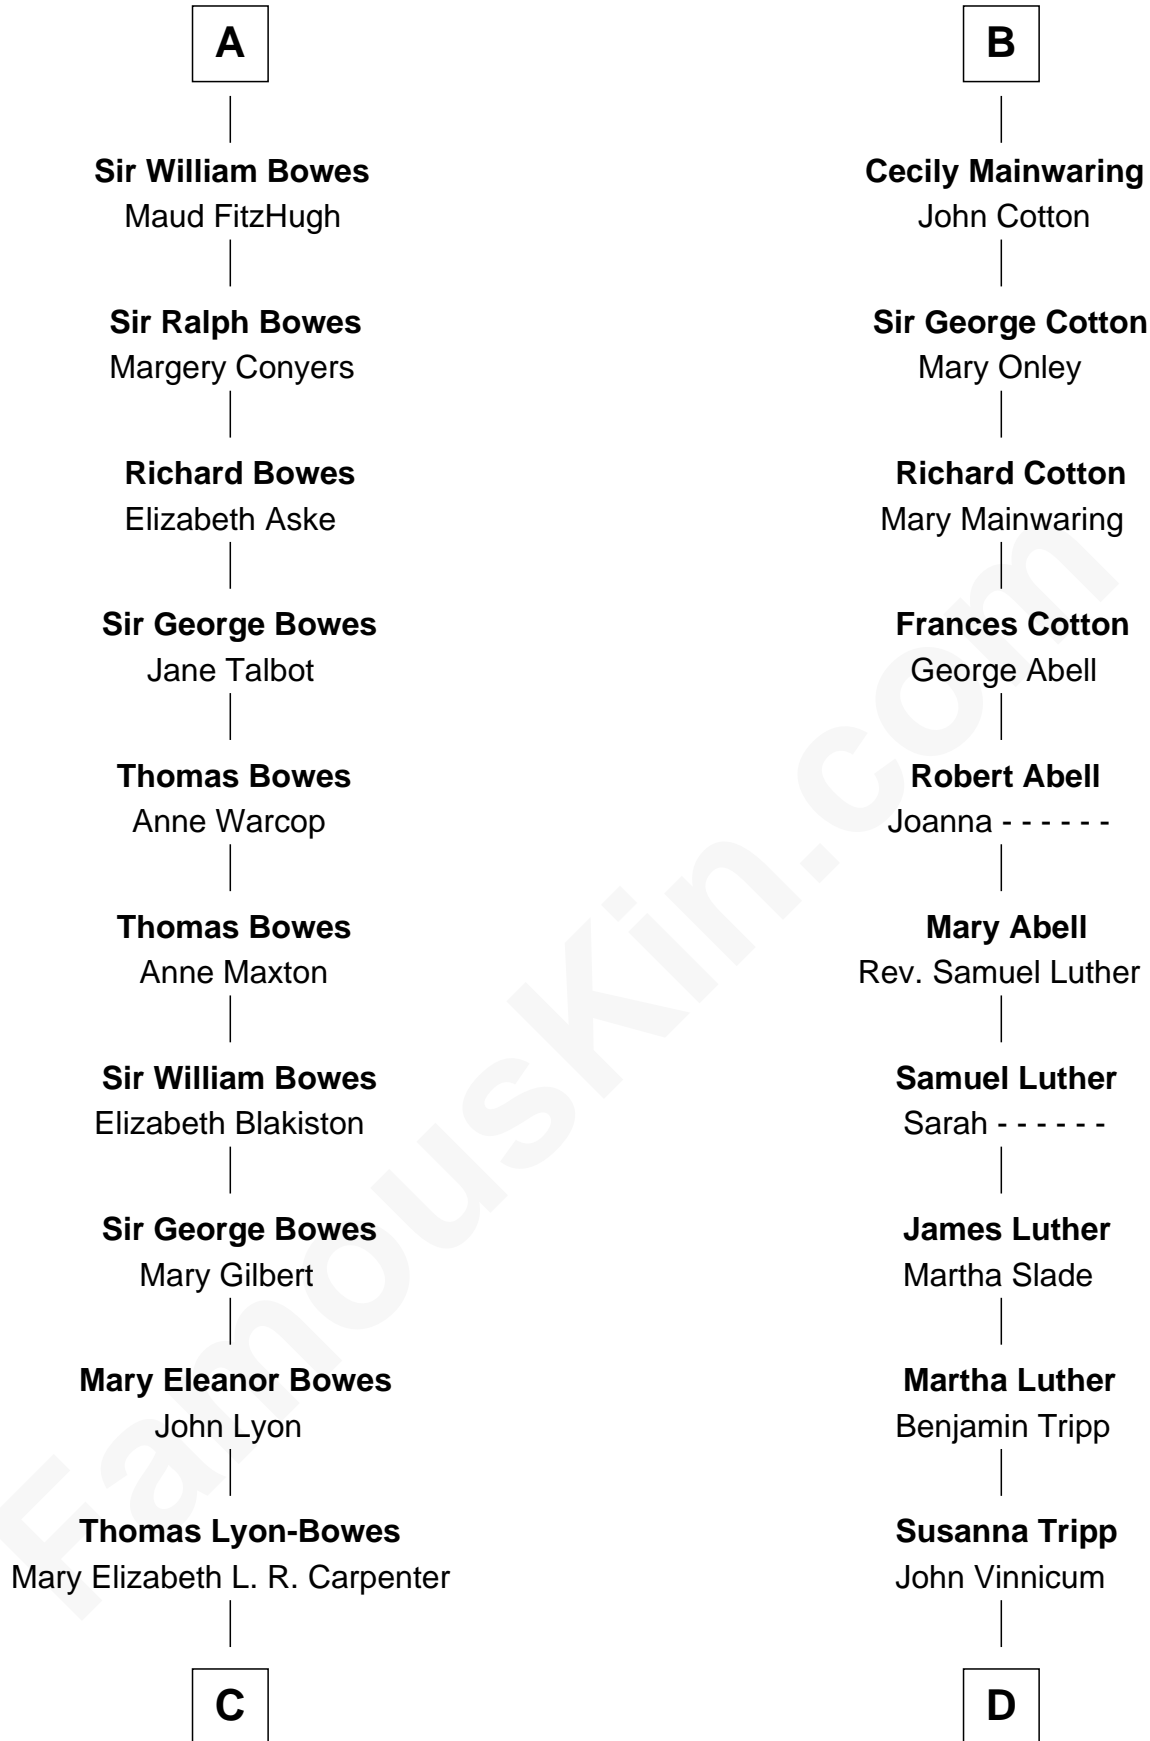 A
Sir William Bowes
Maud FitzHugh
Sir Ralph Bowes
Margery Conyers
Richard Bowes
Elizabeth Aske
Sir George Bowes
Jane Talbot
Thomas Bowes
Anne Warcop
Thomas Bowes
Anne Maxton
Sir William Bowes
Elizabeth Blakiston
Sir George Bowes
Mary Gilbert
Mary Eleanor Bowes
John Lyon
Thomas Lyon-Bowes
Mary Elizabeth L. R. Carpenter
C
B
Cecily Mainwaring
John Cotton
Sir George Cotton
Mary Onley
Richard Cotton
Mary Mainwaring
Frances Cotton
George Abell
Robert Abell
Joanna - - - - - -
Mary Abell
Rev. Samuel Luther
Samuel Luther
Sarah - - - - - -
James Luther
Martha Slade
Martha Luther
Benjamin Tripp
Susanna Tripp
John Vinnicum
D
FamousKin.com